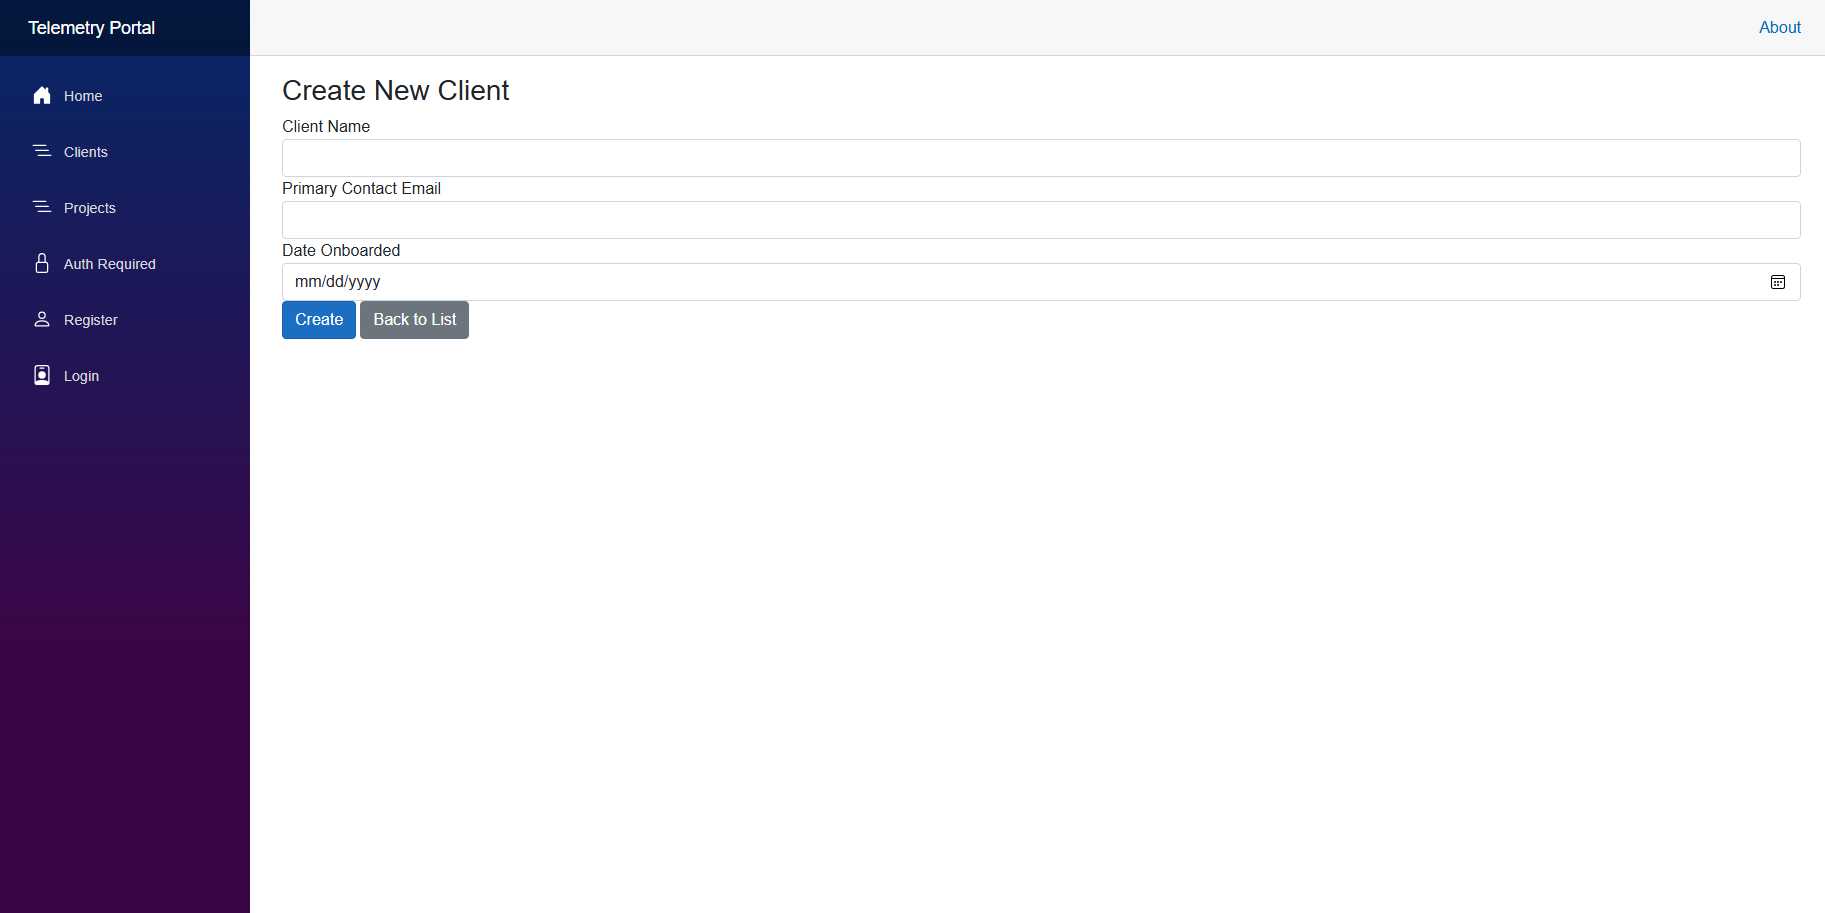 Telemetry Portal
About
Home
Clients
Projects
Auth Required
Register
Login
Create New Client
Client Name
Primary Contact Email
Date Onboarded
mm/dd/yyyy
Create Back to List